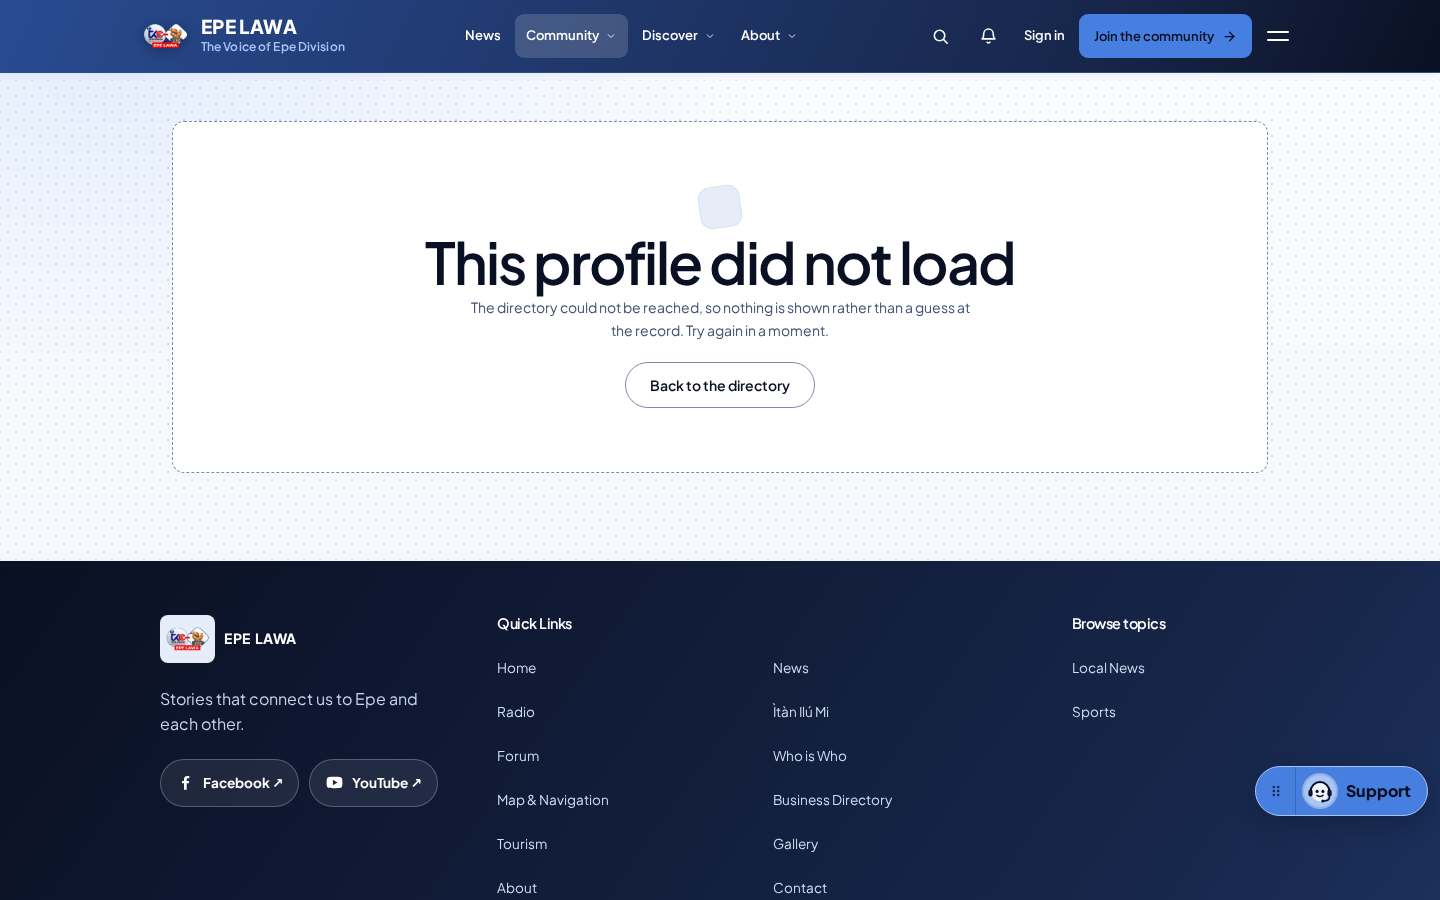 EPE LAWA
The Voice of Epe Division
News
Community
Discover
About
Sign in
Join the community
This profile did not load
The directory could not be reached, so nothing is shown rather than a guess at
the record. Try again in a moment.
Back to the directory
EPE LAWA
EPE LAWA
Stories that connect us to Epe and
each other.
Facebook ↗
YouTube ↗
Quick Links
Home
News
Radio
Ìtàn Ilú Mi
Forum
Who is Who
Map & Navigation
Business Directory
Tourism
Gallery
About
Contact
Browse topics
Local News
Sports
Support